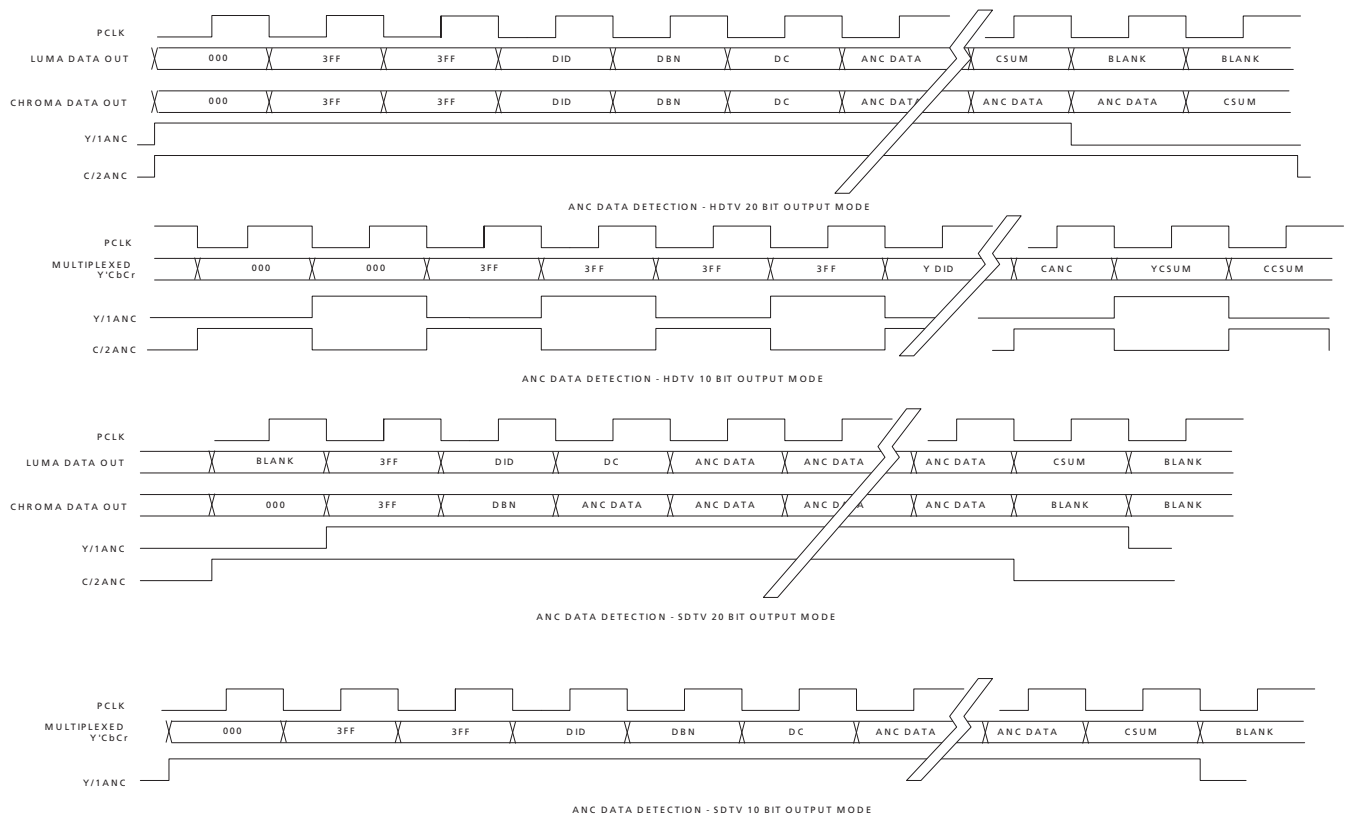 PCLK
LUMA DATA OUT 000 3FF 3FF DID DBN DC ANC DATA CSUM BLANK BLANK
CHROMA DATA OUT 000 3FF 3FF DID DBN DC ANC DATA ANC DATA ANC DATA CSUM
Y/1ANC
C/2ANC
ANC DATA DETECTION - HDTV 20 BIT OUTPUT MODE
PCLK
MULTIPLEXED
Y'CbCr 000 000 3FF 3FF 3FF 3FF Y DID CANC YCSUM CCSUM
Y/1ANC
C/2ANC
ANC DATA DETECTION - HDTV 10 BIT OUTPUT MODE
PCLK
LUMA DATA OUT BLANK 3FF DID DC ANC DATA ANC DATA ANC DATA CSUM BLANK
CHROMA DATA OUT 000 3FF DBN ANC DATA ANC DATA ANC DATA ANC DATA BLANK BLANK
Y/1ANC
C/2ANC
ANC DATA DETECTION - SDTV 20 BIT OUTPUT MODE
PCLK
MULTIPLEXED
Y'CbCr 000 3FF 3FF DID DBN DC ANC DATA ANC DATA CSUM BLANK
Y/1ANC
ANC DATA DETECTION - SDTV 10 BIT OUTPUT MODE